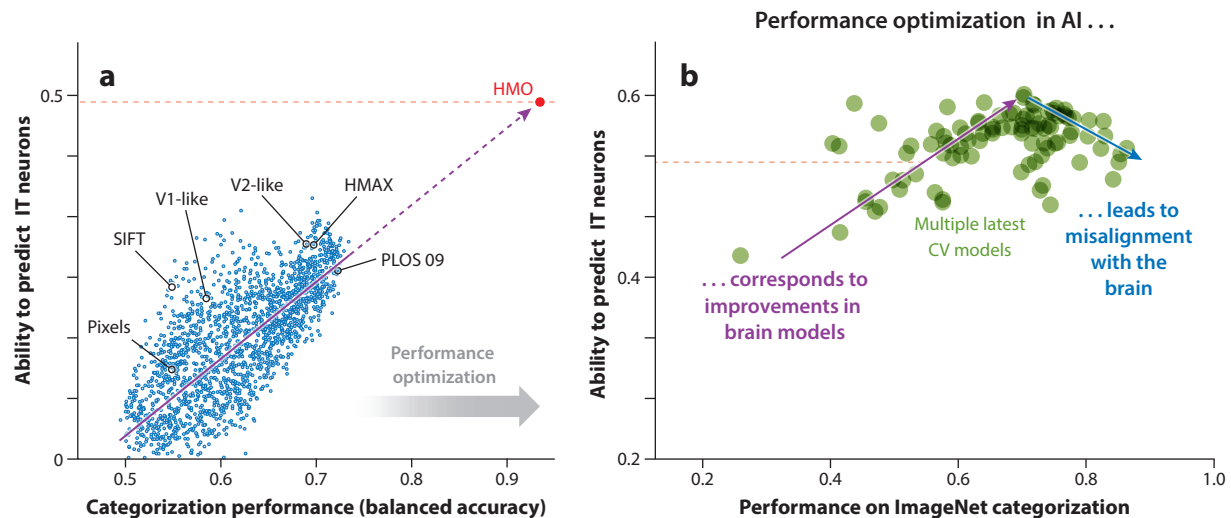 Performance optimization in AI . . .
a
HMO
0.5
V2-like
HMAX
V1-like
SIFT
PLOS 09
Pixels
Performance
optimization
0
0.5
0.6
0.7
0.8
0.9
Ability to predict IT neurons
Categorization performance (balanced accuracy)
b
0.6
0.4
0.2
Multiple latest
CV models
. . . corresponds to
improvements in
brain models
. . . leads to
misalignment
with the
brain
0.2
0.4
0.6
0.8
1.0
Ability to predict IT neurons
Performance on ImageNet categorization